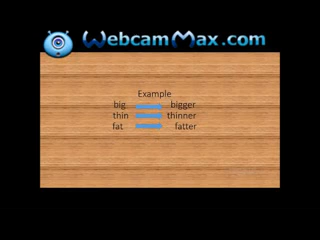 WebcamMax.com
Example
big bigger
thin thinner
fat fatter